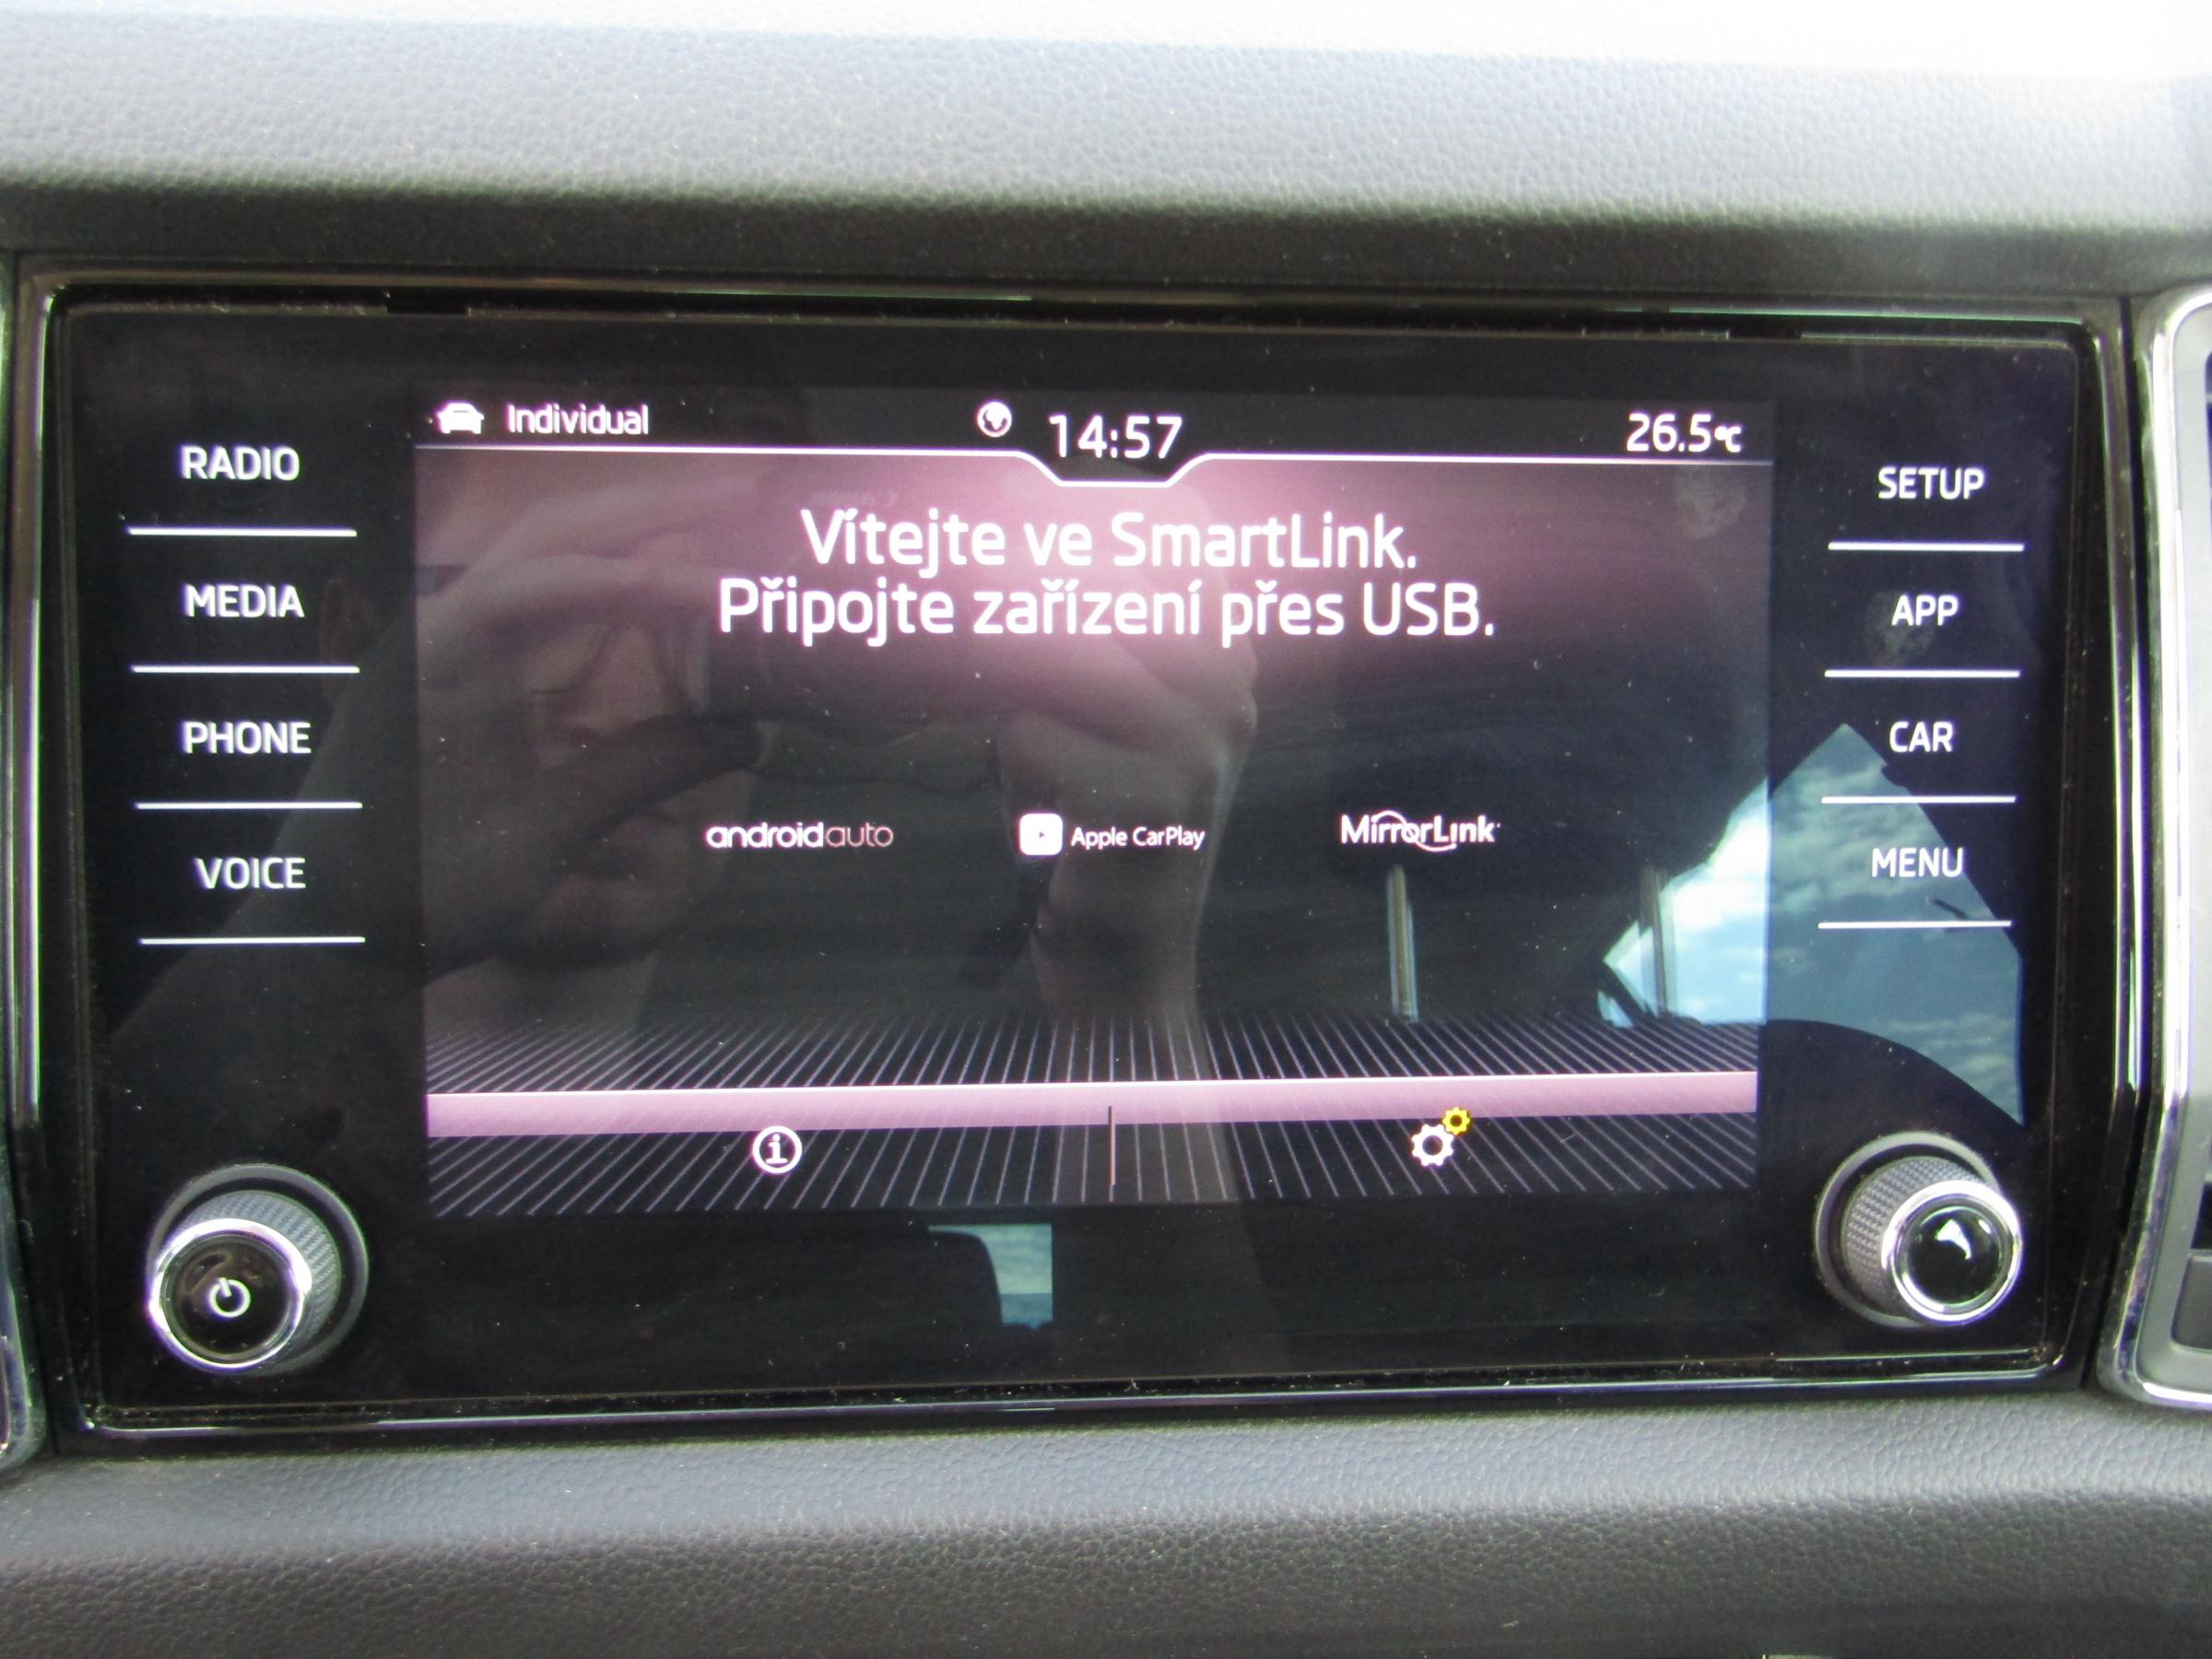 Individual
14:57
26.5°C
RADIO
MEDIA
PHONE
VOICE
Vítejte ve SmartLink.
Připojte zařízení přes USB.
androidauto
Apple CarPlay
MirrorLink
SETUP
APP
CAR
MENU